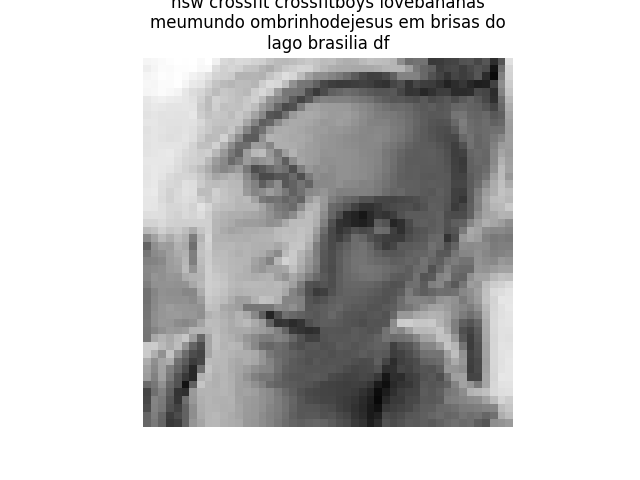 nsw crossfit crossfitboys lovebananas
meumundo ombrinhodejesus em brisas do
lago brasilia df